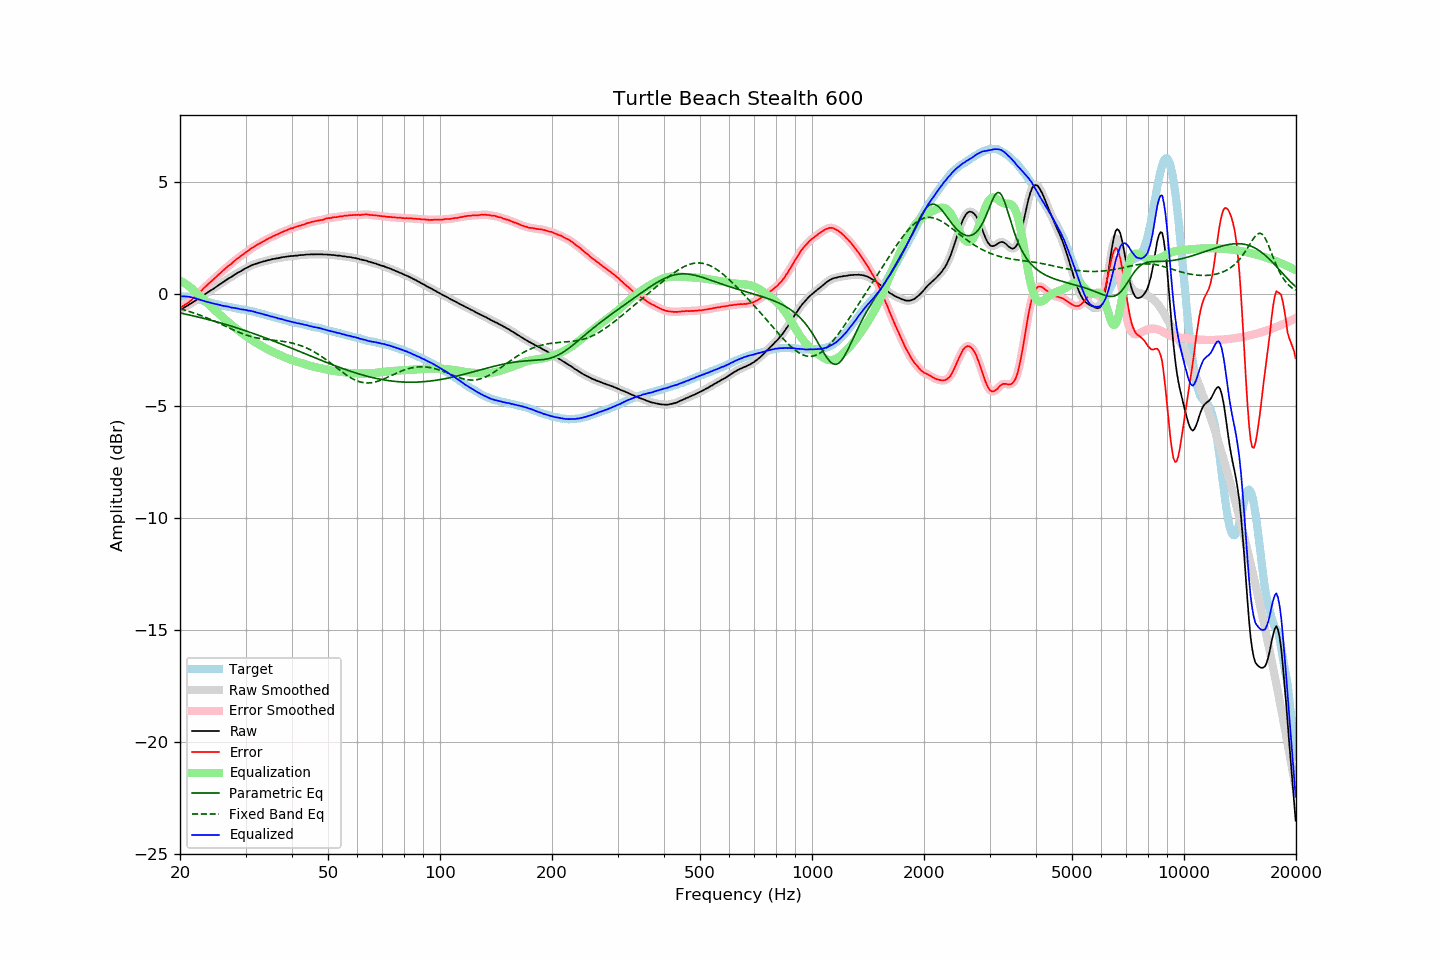 Turtle Beach Stealth 600
Amplitude (dBr)
5
0
−5
−10
−15
−20
−25
Target
Raw Smoothed
Error Smoothed
Raw
Error
Equalization
Parametric Eq
Fixed Band Eq
Equalized
20 50 100 200 500 1000 2000 5000 10000 20000
Frequency (Hz)